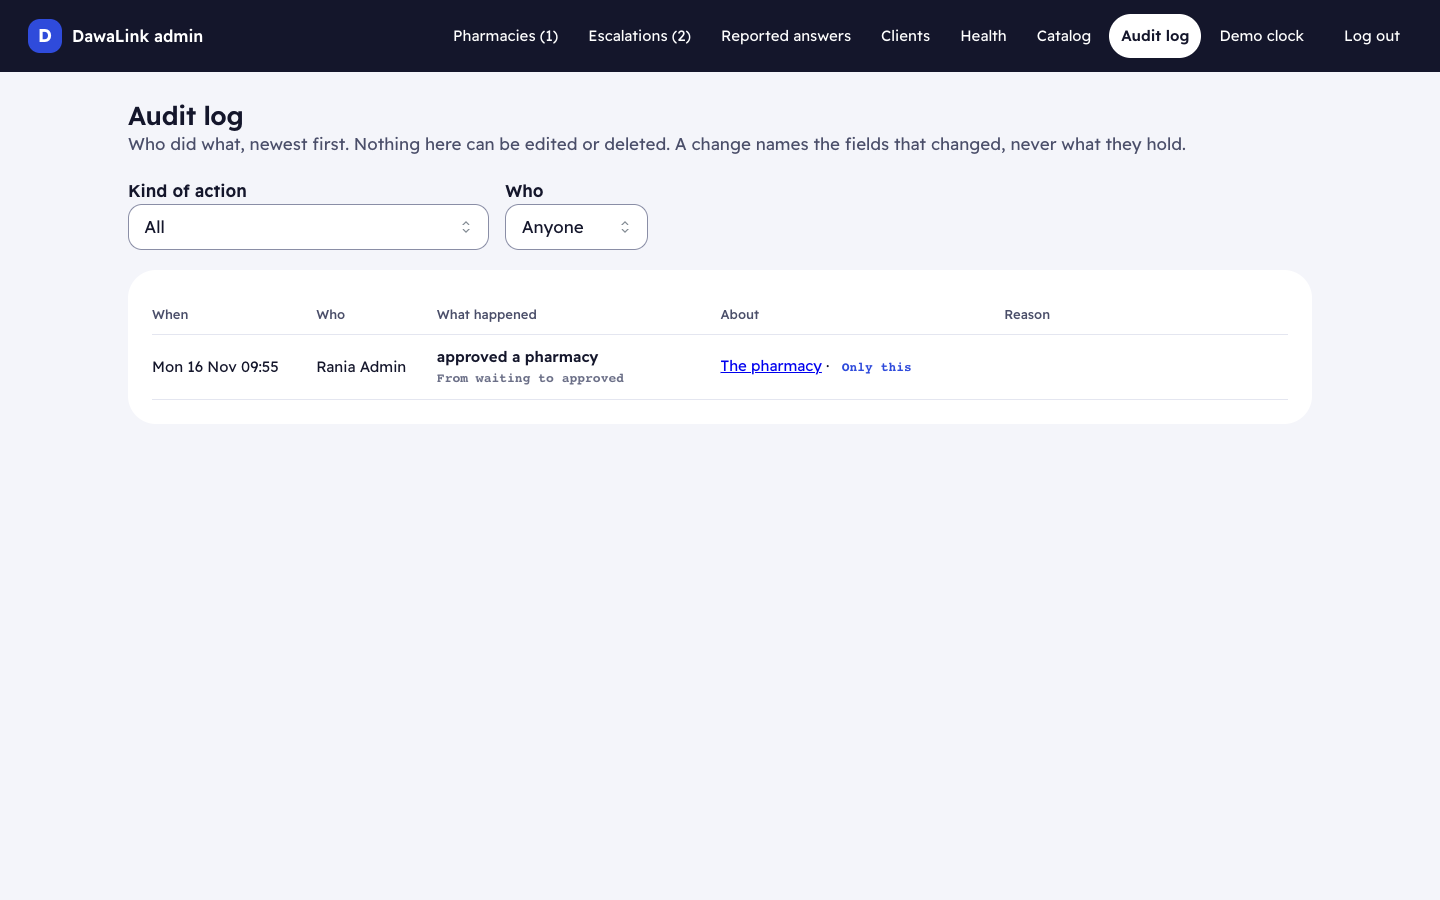 D DawaLink admin Pharmacies (1) Escalations (2) Reported answers Clients Health Catalog Audit log Demo clock Log out
Audit log
Who did what, newest first. Nothing here can be edited or deleted. A change names the fields that changed, never what they hold.
Kind of action Who
All Anyone
When Who What happened About Reason
Mon 16 Nov 09:55 Rania Admin approved a pharmacy The pharmacy · Only this
From waiting to approved